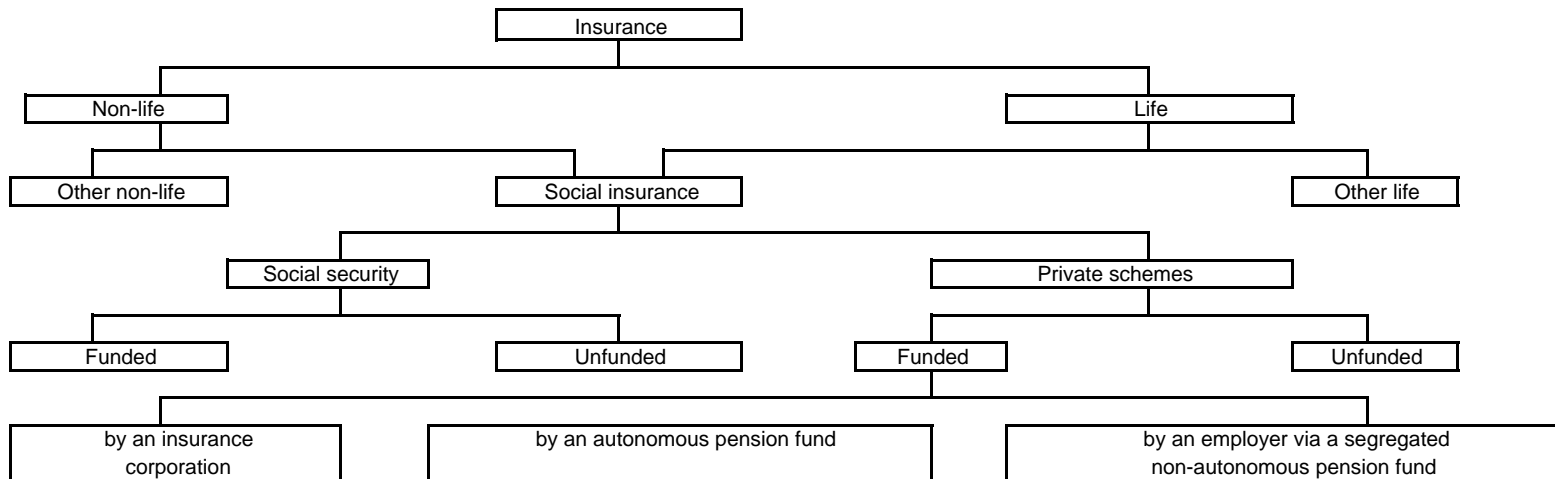 Insurance
Non-life
Life
Other non-life
Social insurance
Other life
Social security
Private schemes
Funded
Unfunded
Funded
Unfunded
by an insurance
corporation
by an autonomous pension fund
by an employer via a segregated
non-autonomous pension fund